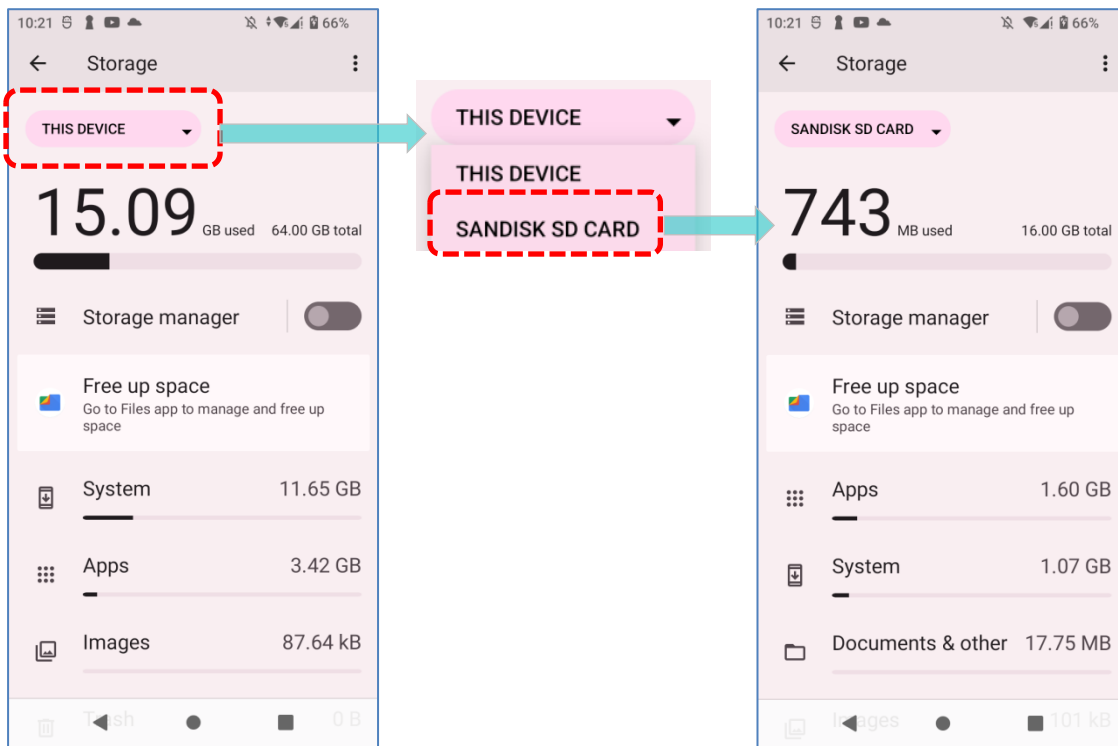 10:21 66%
Storage
THIS DEVICE
15.09 GB used 64.00 GB total
Storage manager
Free up space
Go to Files app to manage and free up
space
System 11.65 GB
Apps 3.42 GB
Images 87.64 kB
Trash 0 B
THIS DEVICE
THIS DEVICE
SANDISK SD CARD
10:21 66%
Storage
SANDISK SD CARD
743 MB used 16.00 GB total
Storage manager
Free up space
Go to Files app to manage and free up
space
Apps 1.60 GB
System 1.07 GB
Documents & other 17.75 MB
Images 101 kB